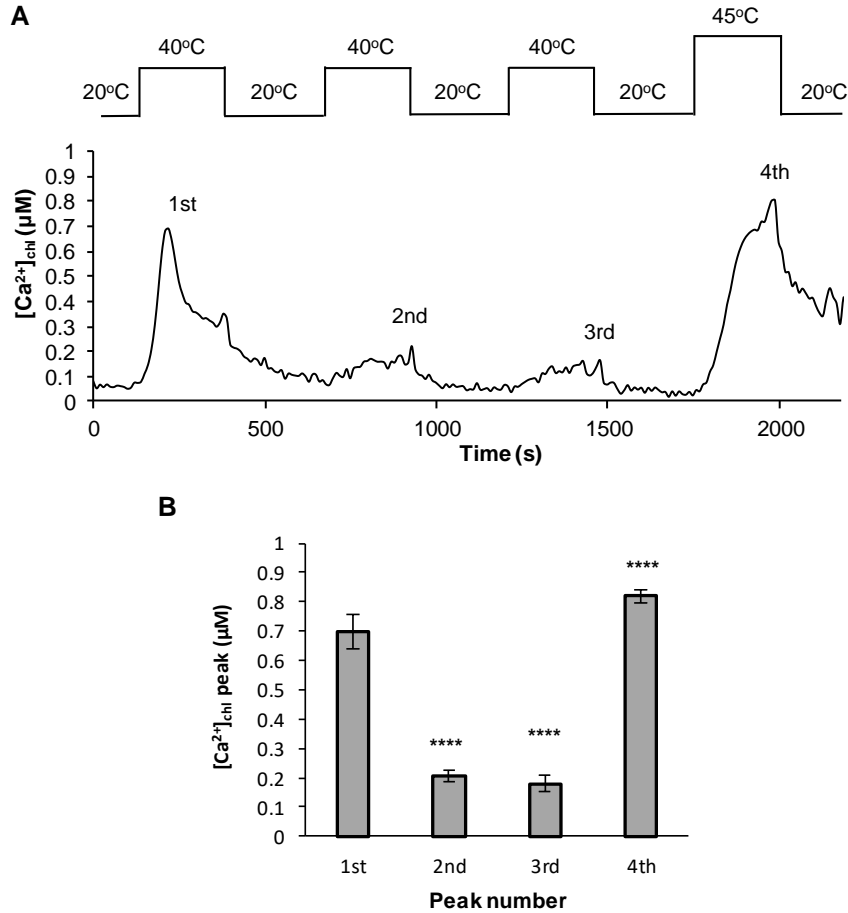 A
40°C 40°C 40°C 45°C
20°C 20°C 20°C 20°C 20°C
[Ca²⁺]chl (µM)
1
0.9
0.8
0.7
0.6
0.5
0.4
0.3
0.2
0.1
0
1st
2nd
3rd
4th
0 500 1000 1500 2000
Time (s)
B
[Ca²⁺]chl peak (µM)
1
0.9
0.8
0.7
0.6
0.5
0.4
0.3
0.2
0.1
0
**** **** ****
1st 2nd 3rd 4th
Peak number